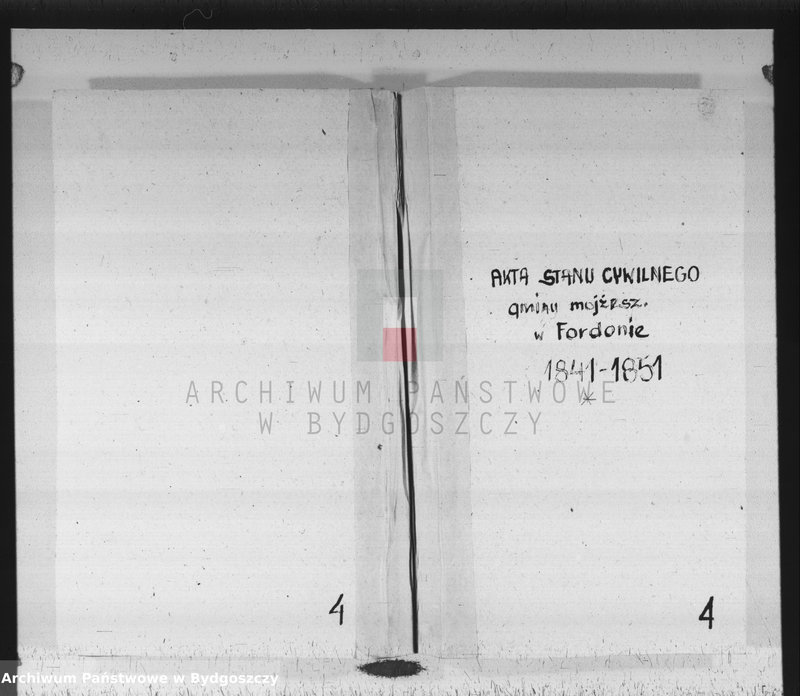 AKTA STANU CYWILNEGO
gminy mojżesz.
w Fordonie
1841-1851
ARCHIWUM PAŃSTWOWE
W BYDGOSZCZY
4
4
Archiwum Państwowe w Bydgoszczy